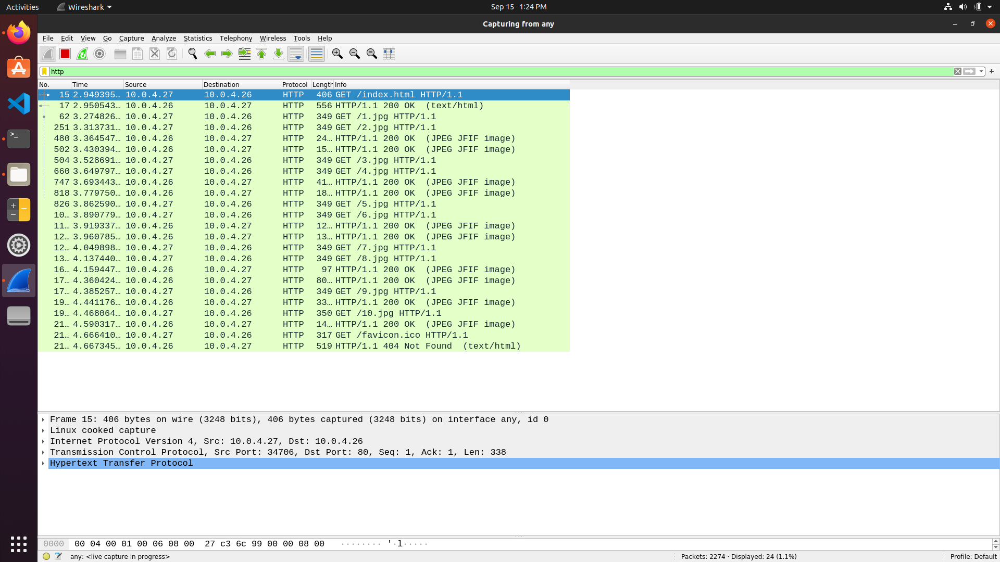 Activities Wireshark Sep 15 1:24 PM
Capturing from any
File Edit View Go Capture Analyze Statistics Telephony Wireless Tools Help
http
No. Time Source Destination Protocol Length Info
15 2.949395… 10.0.4.27 10.0.4.26 HTTP 406 GET /index.html HTTP/1.1
17 2.950543… 10.0.4.26 10.0.4.27 HTTP 556 HTTP/1.1 200 OK (text/html)
62 3.274826… 10.0.4.27 10.0.4.26 HTTP 349 GET /1.jpg HTTP/1.1
251 3.313731… 10.0.4.27 10.0.4.26 HTTP 349 GET /2.jpg HTTP/1.1
480 3.364547… 10.0.4.26 10.0.4.27 HTTP 24… HTTP/1.1 200 OK (JPEG JFIF image)
502 3.430394… 10.0.4.26 10.0.4.27 HTTP 15… HTTP/1.1 200 OK (JPEG JFIF image)
504 3.528691… 10.0.4.27 10.0.4.26 HTTP 349 GET /3.jpg HTTP/1.1
660 3.649797… 10.0.4.27 10.0.4.26 HTTP 349 GET /4.jpg HTTP/1.1
747 3.693443… 10.0.4.26 10.0.4.27 HTTP 41… HTTP/1.1 200 OK (JPEG JFIF image)
818 3.779750… 10.0.4.26 10.0.4.27 HTTP 18… HTTP/1.1 200 OK (JPEG JFIF image)
826 3.862590… 10.0.4.27 10.0.4.26 HTTP 349 GET /5.jpg HTTP/1.1
10… 3.890779… 10.0.4.27 10.0.4.26 HTTP 349 GET /6.jpg HTTP/1.1
11… 3.919337… 10.0.4.26 10.0.4.27 HTTP 12… HTTP/1.1 200 OK (JPEG JFIF image)
12… 3.960785… 10.0.4.26 10.0.4.27 HTTP 13… HTTP/1.1 200 OK (JPEG JFIF image)
12… 4.049898… 10.0.4.27 10.0.4.26 HTTP 349 GET /7.jpg HTTP/1.1
13… 4.137440… 10.0.4.27 10.0.4.26 HTTP 349 GET /8.jpg HTTP/1.1
16… 4.159447… 10.0.4.26 10.0.4.27 HTTP 97 HTTP/1.1 200 OK (JPEG JFIF image)
17… 4.360424… 10.0.4.26 10.0.4.27 HTTP 80… HTTP/1.1 200 OK (JPEG JFIF image)
17… 4.385257… 10.0.4.27 10.0.4.26 HTTP 349 GET /9.jpg HTTP/1.1
19… 4.441176… 10.0.4.26 10.0.4.27 HTTP 33… HTTP/1.1 200 OK (JPEG JFIF image)
19… 4.468064… 10.0.4.27 10.0.4.26 HTTP 350 GET /10.jpg HTTP/1.1
21… 4.590317… 10.0.4.26 10.0.4.27 HTTP 14… HTTP/1.1 200 OK (JPEG JFIF image)
21… 4.666410… 10.0.4.27 10.0.4.26 HTTP 317 GET /favicon.ico HTTP/1.1
21… 4.667345… 10.0.4.26 10.0.4.27 HTTP 519 HTTP/1.1 404 Not Found (text/html)
Frame 15: 406 bytes on wire (3248 bits), 406 bytes captured (3248 bits) on interface any, id 0
Linux cooked capture
Internet Protocol Version 4, Src: 10.0.4.27, Dst: 10.0.4.26
Transmission Control Protocol, Src Port: 34706, Dst Port: 80, Seq: 1, Ack: 1, Len: 338
Hypertext Transfer Protocol
0000 00 04 00 01 00 06 08 00 27 c3 6c 99 00 00 08 00 ········ '·l·····
any: <live capture in progress> Packets: 2274 · Displayed: 24 (1.1%) Profile: Default